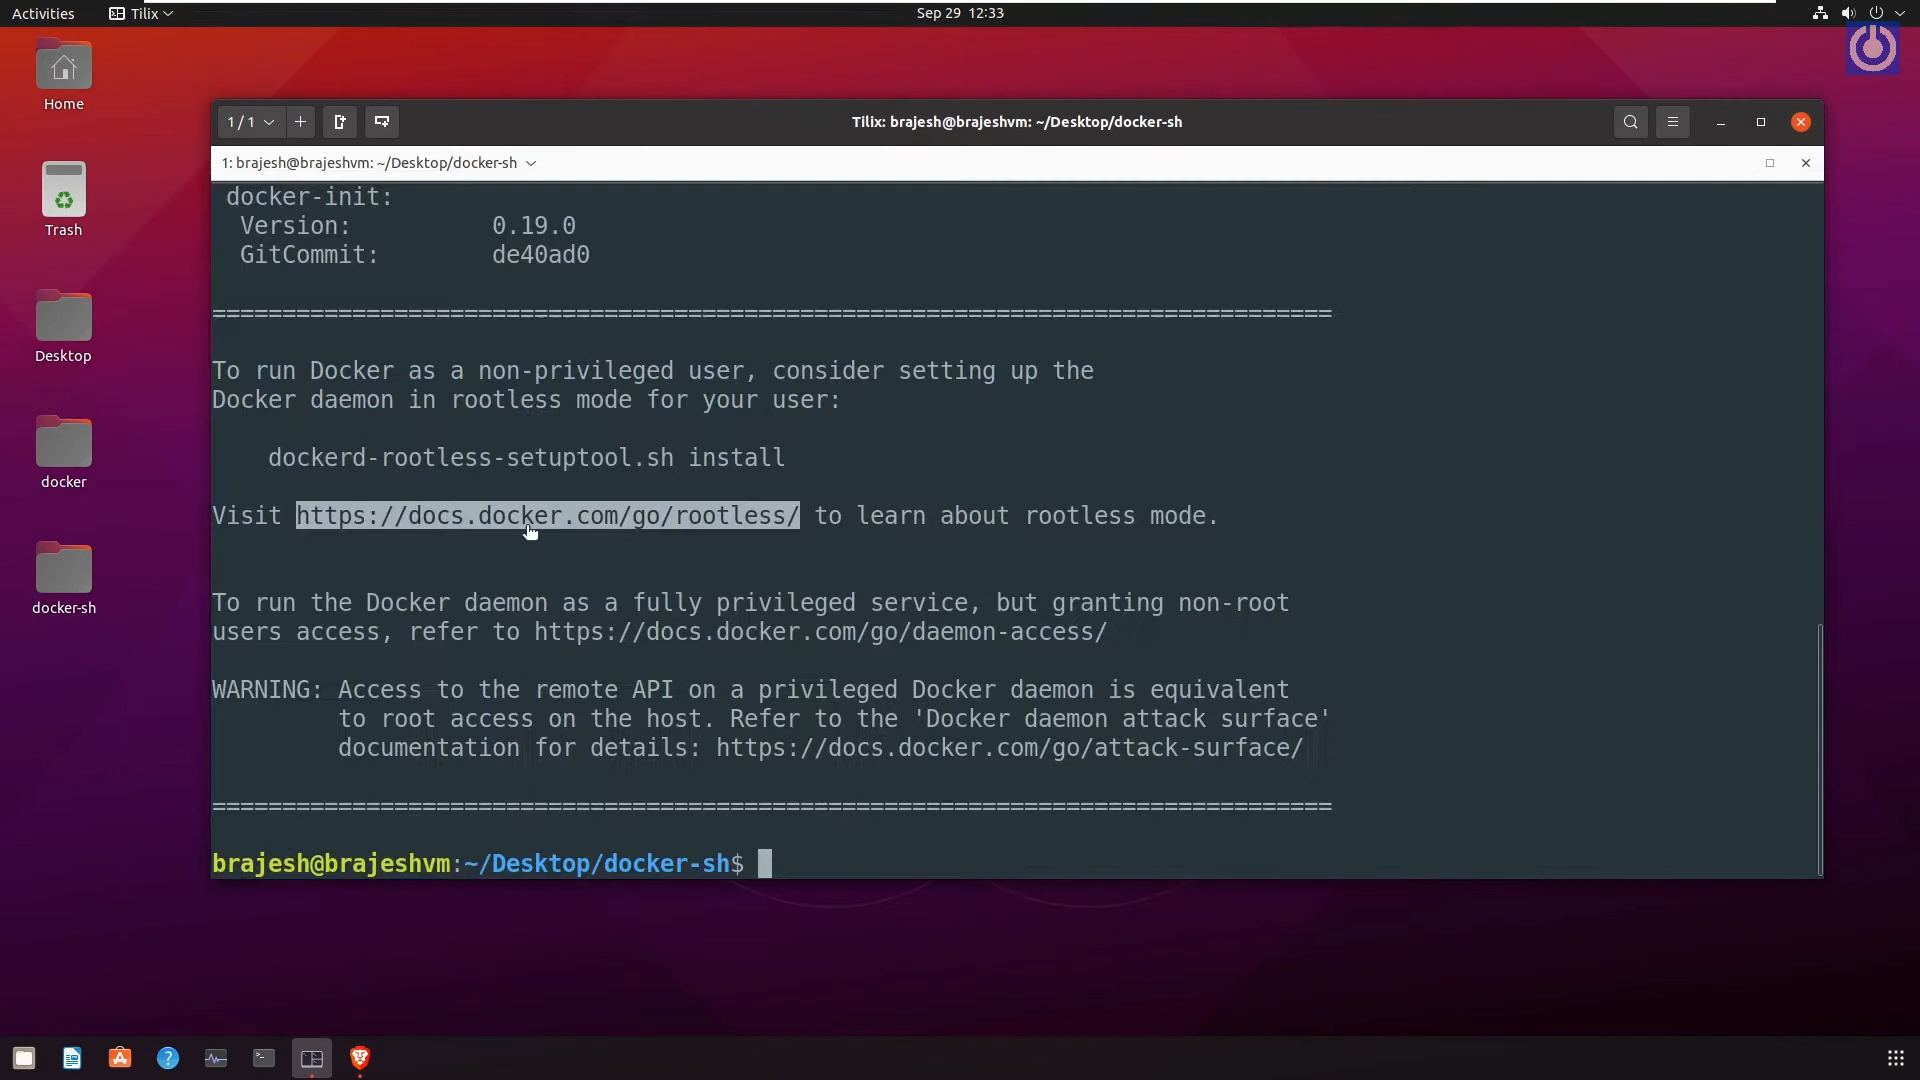 Activities
Tilix
Sep 29 12:33
Home
Trash
Desktop
docker
docker-sh
1 / 1
Tilix: brajesh@brajeshvm: ~/Desktop/docker-sh
1: brajesh@brajeshvm: ~/Desktop/docker-sh
docker-init:
Version: 0.19.0
GitCommit: de40ad0
================================================================================
To run Docker as a non-privileged user, consider setting up the
Docker daemon in rootless mode for your user:
dockerd-rootless-setuptool.sh install
Visit https://docs.docker.com/go/rootless/ to learn about rootless mode.
To run the Docker daemon as a fully privileged service, but granting non-root
users access, refer to https://docs.docker.com/go/daemon-access/
WARNING: Access to the remote API on a privileged Docker daemon is equivalent
to root access on the host. Refer to the 'Docker daemon attack surface'
documentation for details: https://docs.docker.com/go/attack-surface/
================================================================================
brajesh@brajeshvm:~/Desktop/docker-sh$